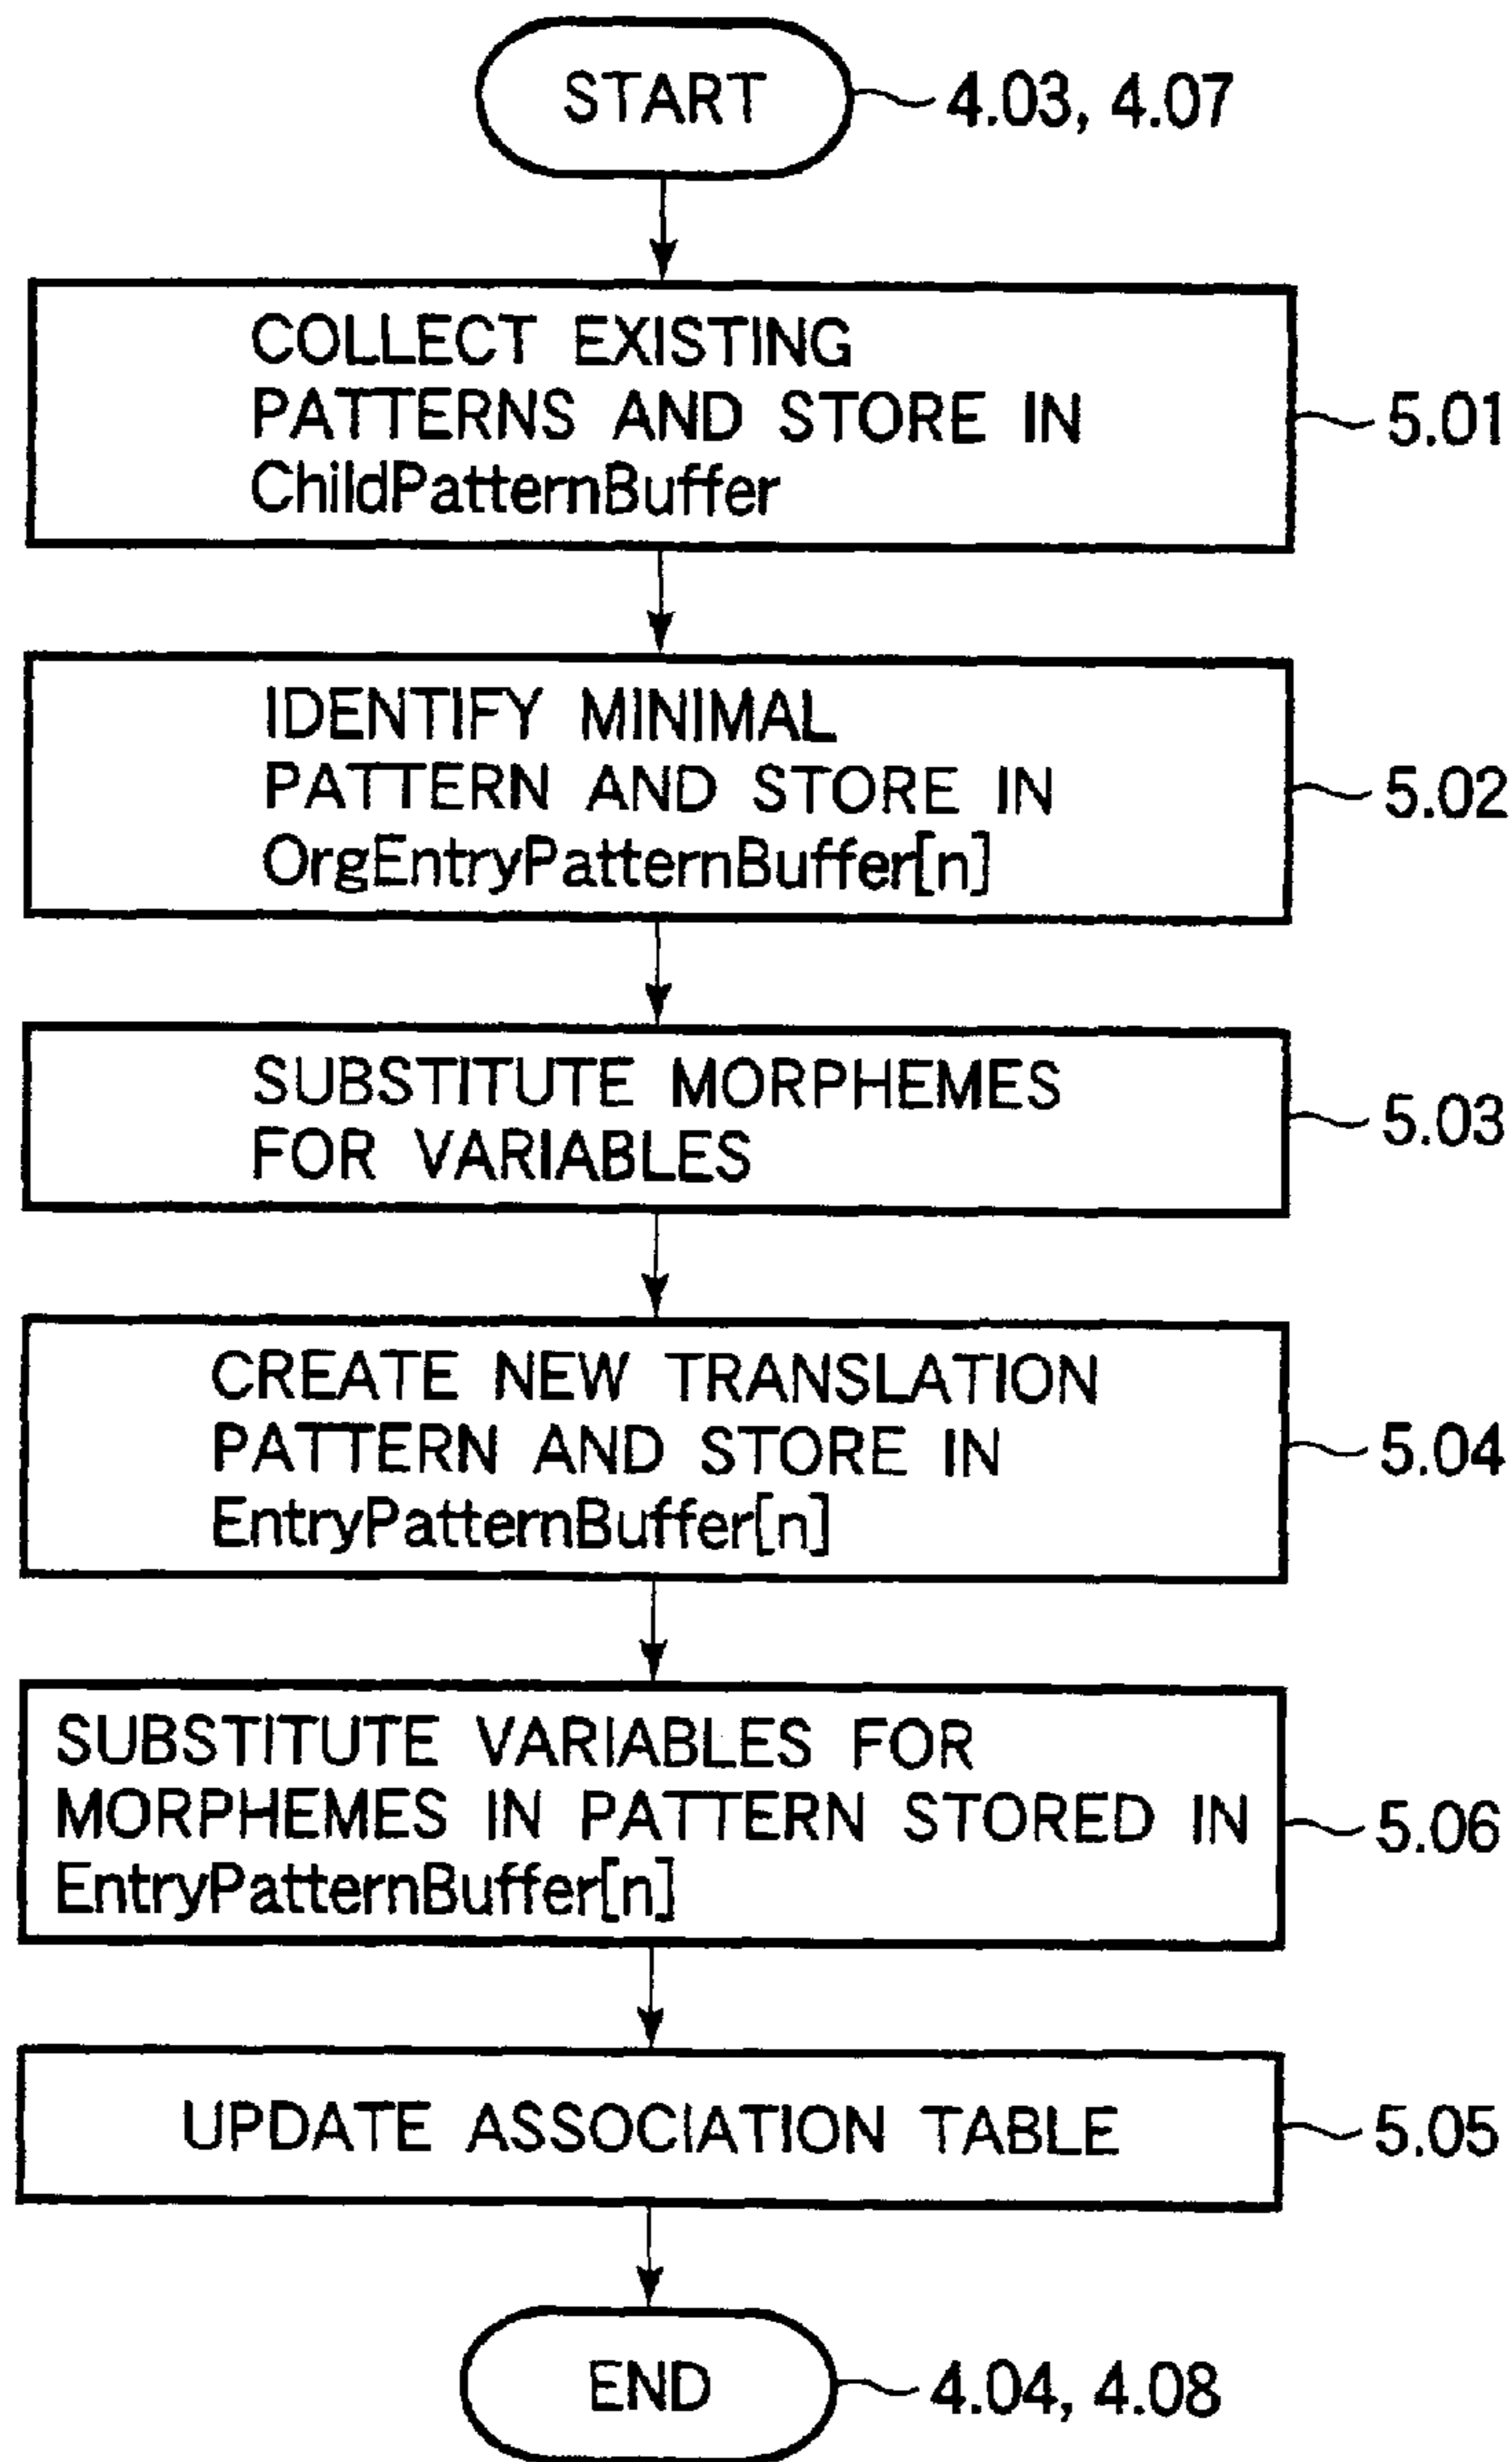 START
4.03, 4.07
COLLECT EXISTING
PATTERNS AND STORE IN
ChildPatternBuffer
5.01
IDENTIFY MINIMAL
PATTERN AND STORE IN
OrgEntryPatternBuffer[n]
5.02
SUBSTITUTE MORPHEMES
FOR VARIABLES
5.03
CREATE NEW TRANSLATION
PATTERN AND STORE IN
EntryPatternBuffer[n]
5.04
SUBSTITUTE VARIABLES FOR
MORPHEMES IN PATTERN STORED IN
EntryPatternBuffer[n]
5.06
UPDATE ASSOCIATION TABLE
5.05
END
4.04, 4.08